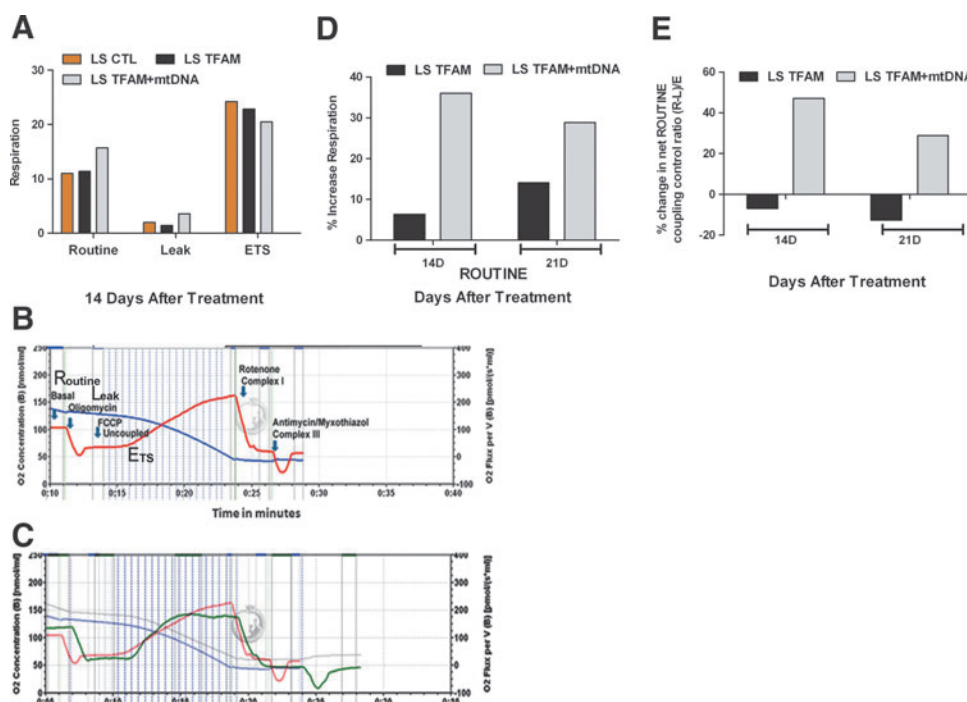 A
LS CTL LS TFAM
LS TFAM+mtDNA
30
20
10
0
Respiration
Routine Leak ETS
14 Days After Treatment
D
LS TFAM LS TFAM+mtDNA
40
30
20
10
0
% Increase Respiration
14D 21D
ROUTINE
Days After Treatment
E
LS TFAM LS TFAM+mtDNA
60
40
20
0
-20
% change in net ROUTINE
coupling control ratio (R-L)/E
14D 21D
Days After Treatment
B
250
200
150
100
50
0
O2 Concentration (B) [nmol/ml]
Routine
Basal
Leak
Oligomycin
FCCP
Uncoupled
ETS
Rotenone
Complex I
Antimycin/Myxothiazol
Complex III
400
300
200
100
0
-100
O2 Flux per V (B) [pmol/(s*ml)]
0:10 0:15 0:20 0:25 0:30 0:35 0:40
Time in minutes
C
250
200
150
100
50
0
O2 Concentration (B) [nmol/ml]
400
300
200
100
0
-100
O2 Flux per V (B) [pmol/(s*ml)]